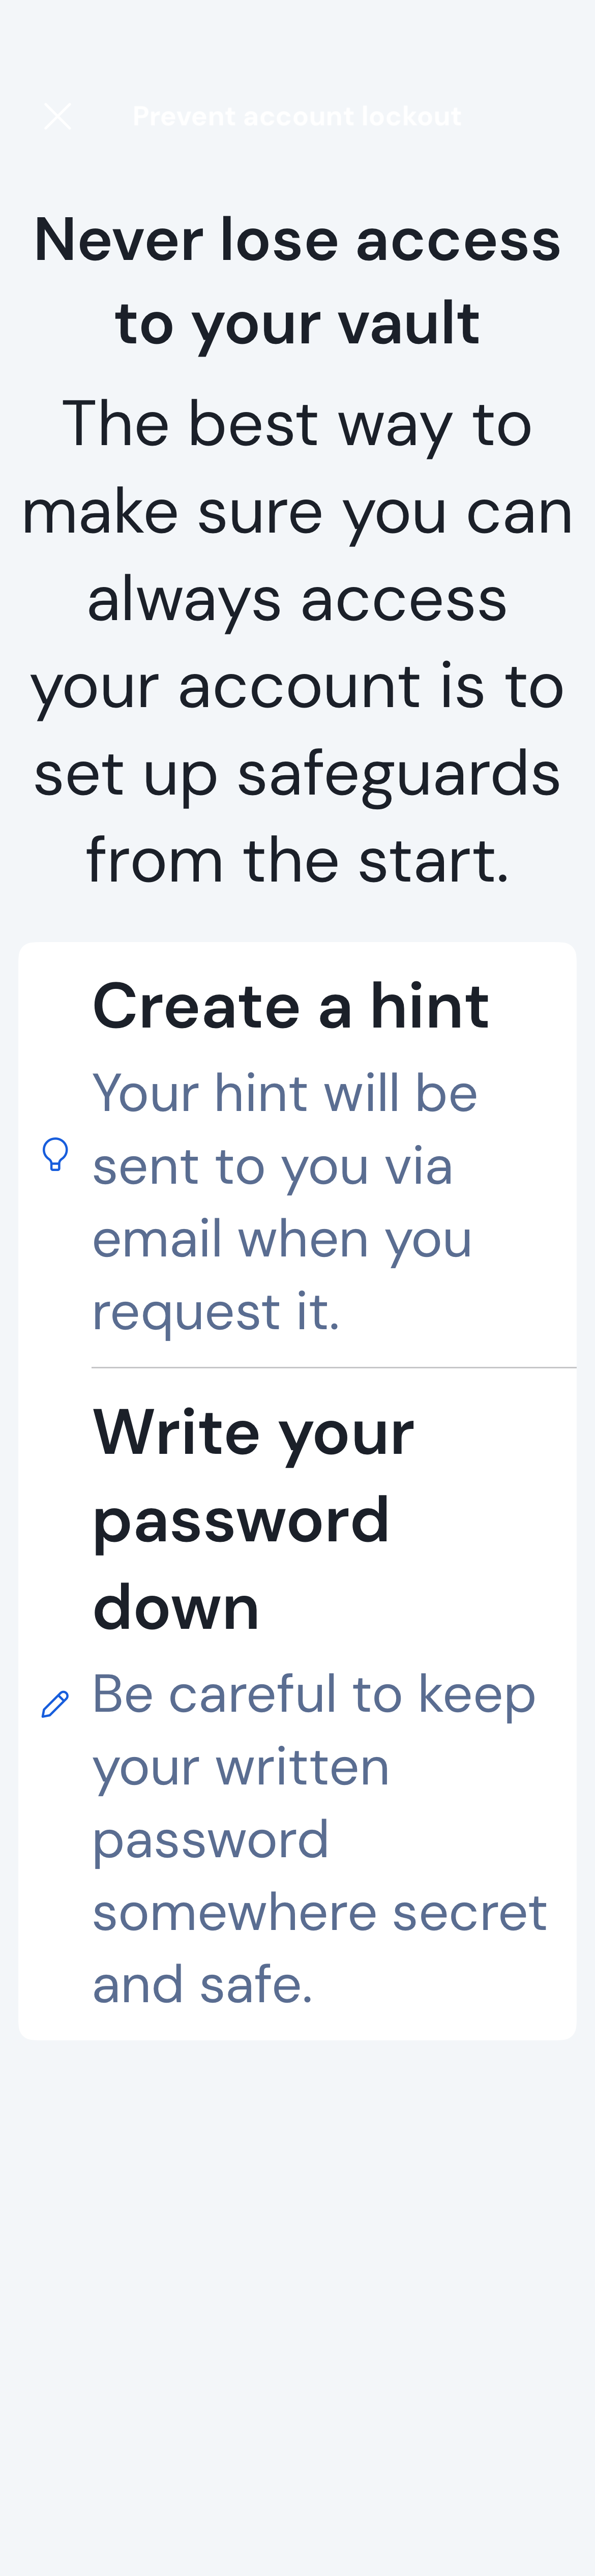 Prevent account lockout
Never lose access
to your vault
The best way to
make sure you can
always access
your account is to
set up safeguards
from the start.
Create a hint
Your hint will be
sent to you via
email when you
request it.
Write your
password
down
Be careful to keep
your written
password
somewhere secret
and safe.